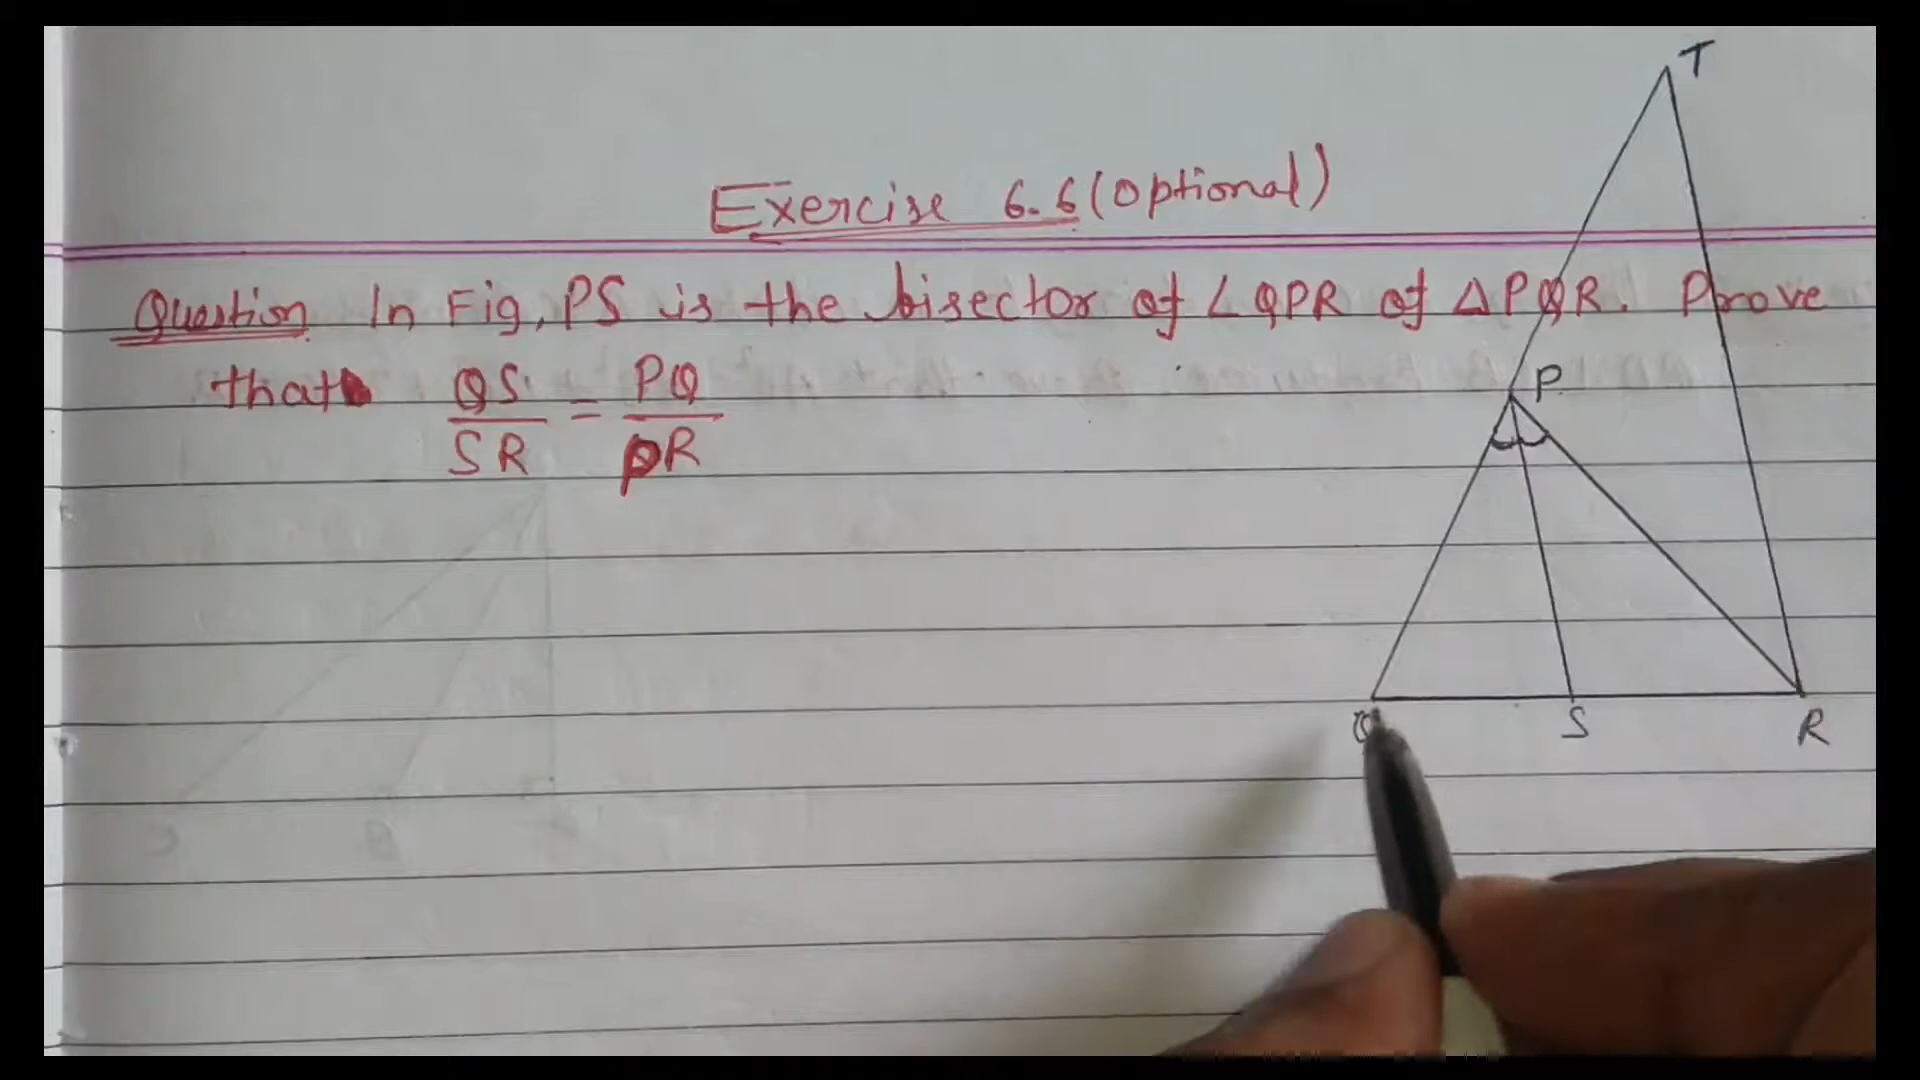 Exercise 6.6 (optional)
Question In Fig, PS is the bisector of ∠QPR of △PQR. Prove
that QS/SR = PQ/PR
T
P
Q S R